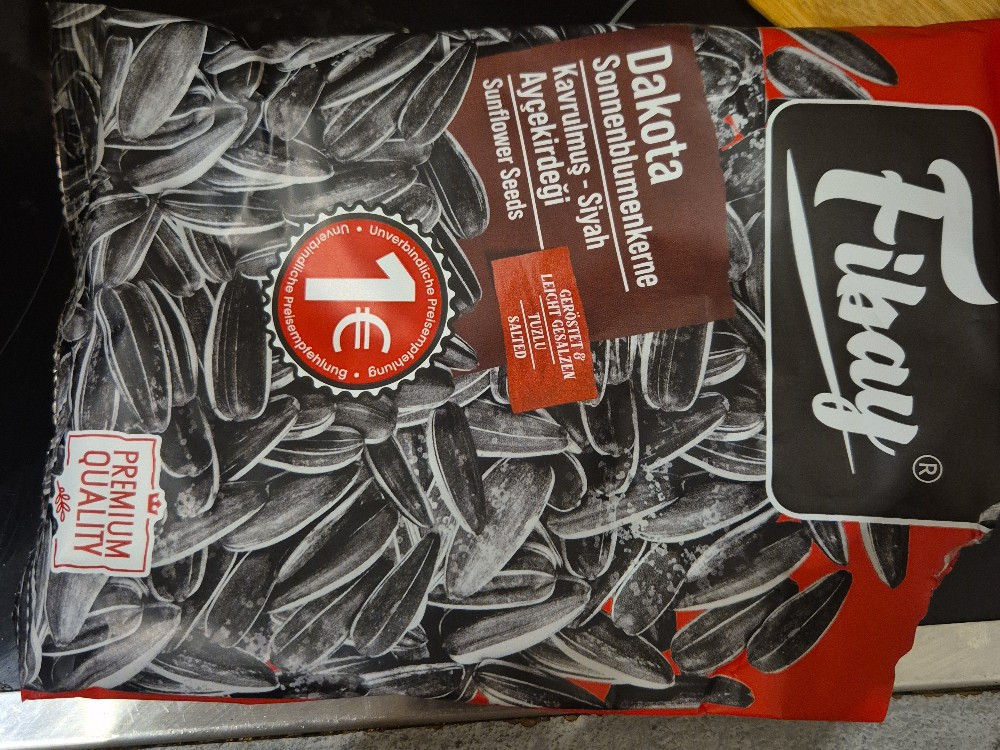 Fibay®
Dakota
Sonnenblumenkerne
Kavrulmuş - Siyah
Ayçekirdeği
Sunflower Seeds
GERÖSTET &
LEICHT GESALZEN
TUZLU
SALTED
Unverbindliche Preisempfehlung •
1€
Unverbindliche Preisempfehlung •
PREMIUM
QUALITY